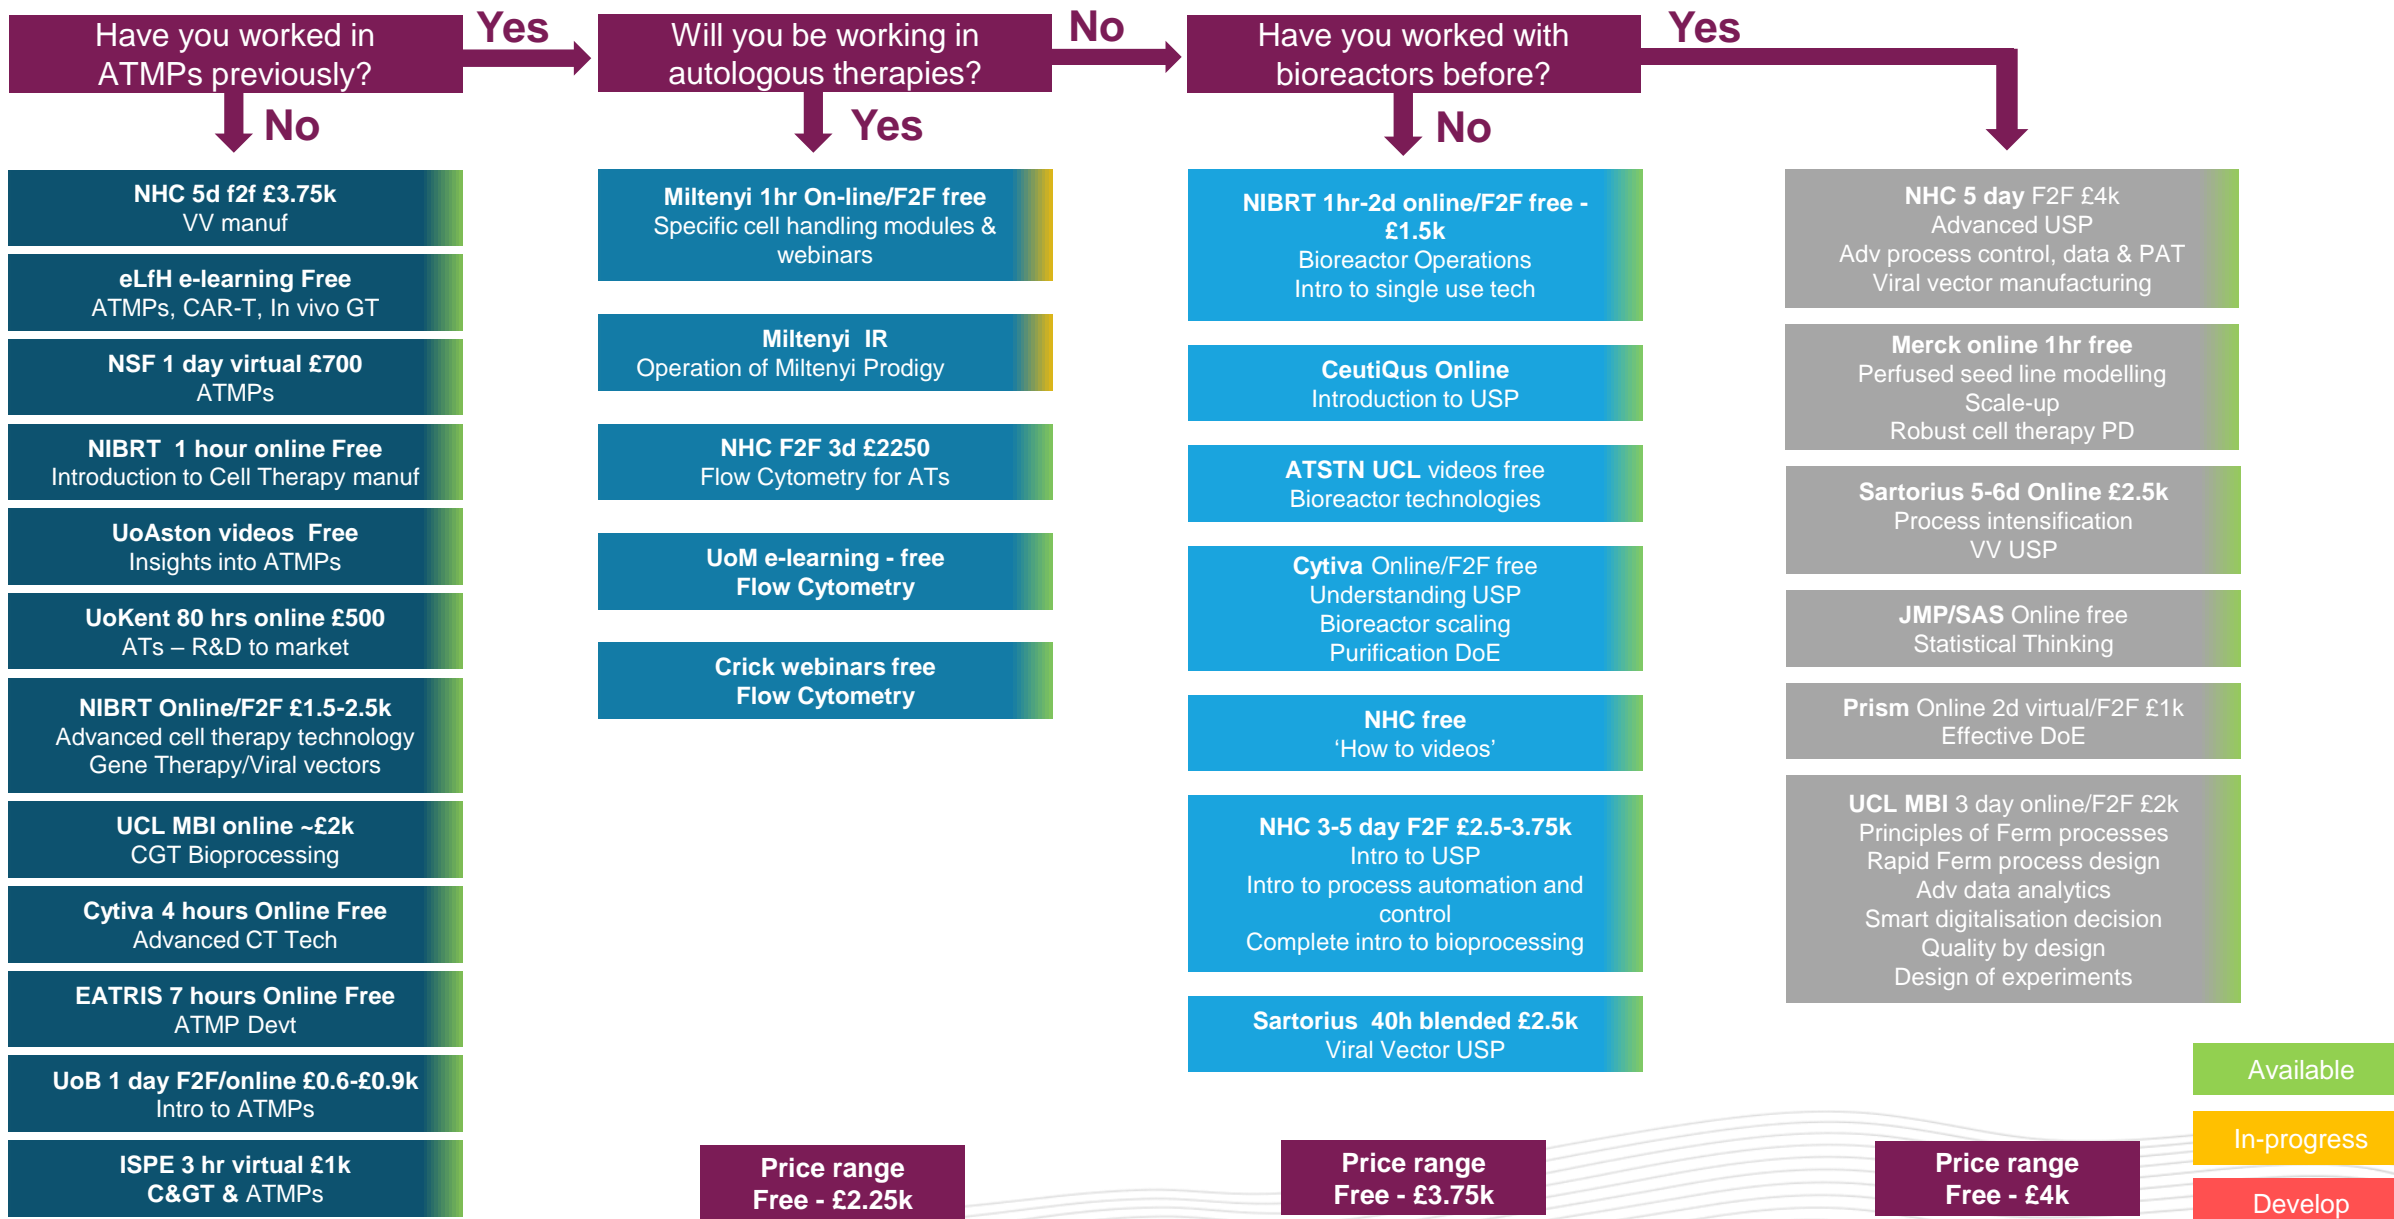 Have you worked in
ATMPs previously?
Yes
No
Will you be working in
autologous therapies?
No
Yes
Have you worked with
bioreactors before?
Yes
No
NHC 5d f2f £3.75k
VV manuf
eLfH e-learning Free
ATMPs, CAR-T, In vivo GT
NSF 1 day virtual £700
ATMPs
NIBRT 1 hour online Free
Introduction to Cell Therapy manuf
UoAston videos Free
Insights into ATMPs
UoKent 80 hrs online £500
ATs – R&D to market
NIBRT Online/F2F £1.5-2.5k
Advanced cell therapy technology
Gene Therapy/Viral vectors
UCL MBI online ~£2k
CGT Bioprocessing
Cytiva 4 hours Online Free
Advanced CT Tech
EATRIS 7 hours Online Free
ATMP Devt
UoB 1 day F2F/online £0.6-£0.9k
Intro to ATMPs
ISPE 3 hr virtual £1k
C&GT & ATMPs
Miltenyi 1hr On-line/F2F free
Specific cell handling modules &
webinars
Miltenyi IR
Operation of Miltenyi Prodigy
NHC F2F 3d £2250
Flow Cytometry for ATs
UoM e-learning - free
Flow Cytometry
Crick webinars free
Flow Cytometry
Price range
Free - £2.25k
NIBRT 1hr-2d online/F2F free -
£1.5k
Bioreactor Operations
Intro to single use tech
CeutiQus Online
Introduction to USP
ATSTN UCL videos free
Bioreactor technologies
Cytiva Online/F2F free
Understanding USP
Bioreactor scaling
Purification DoE
NHC free
‘How to videos’
NHC 3-5 day F2F £2.5-3.75k
Intro to USP
Intro to process automation and
control
Complete intro to bioprocessing
Sartorius 40h blended £2.5k
Viral Vector USP
Price range
Free - £3.75k
NHC 5 day F2F £4k
Advanced USP
Adv process control, data & PAT
Viral vector manufacturing
Merck online 1hr free
Perfused seed line modelling
Scale-up
Robust cell therapy PD
Sartorius 5-6d Online £2.5k
Process intensification
VV USP
JMP/SAS Online free
Statistical Thinking
Prism Online 2d virtual/F2F £1k
Effective DoE
UCL MBI 3 day online/F2F £2k
Principles of Ferm processes
Rapid Ferm process design
Adv data analytics
Smart digitalisation decision
Quality by design
Design of experiments
Price range
Free - £4k
Available
In-progress
Develop